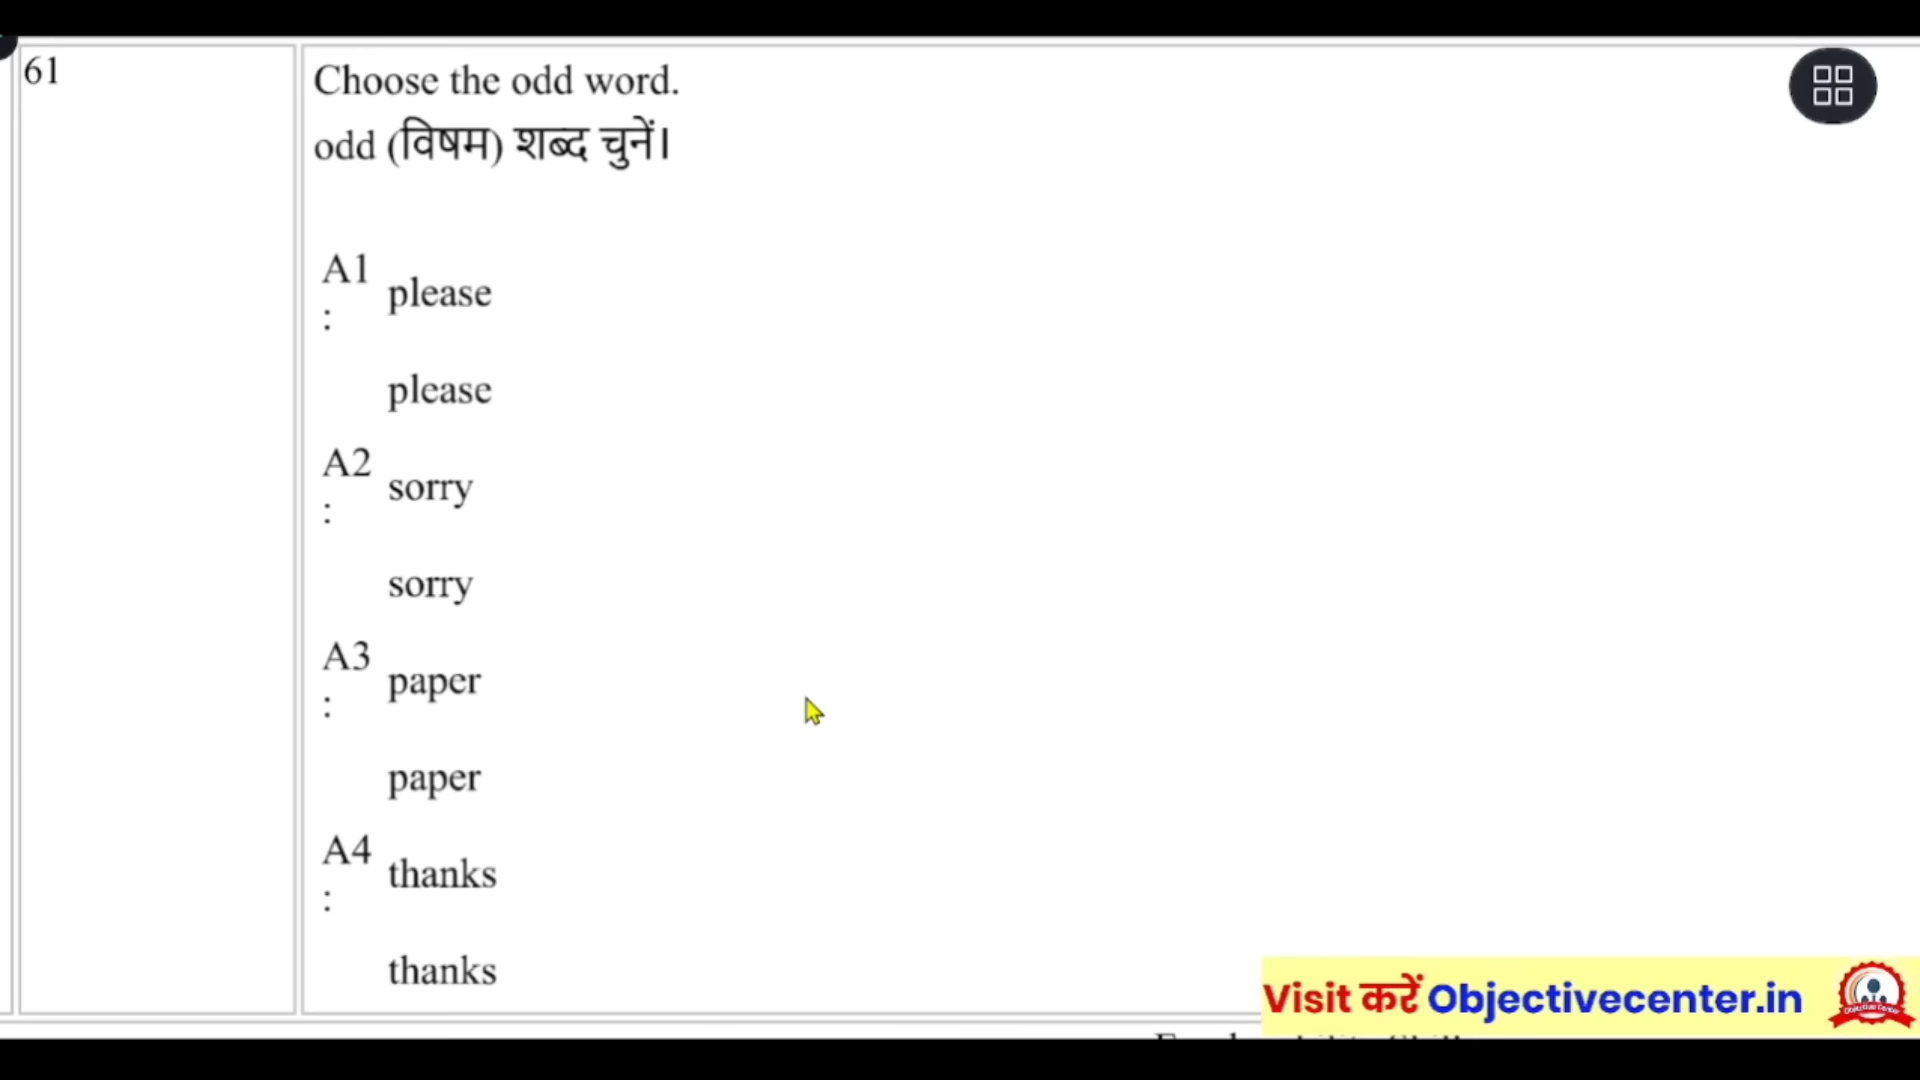 61
Choose the odd word.
odd (विषम) शब्द चुनें।
A1
: please
please
A2
: sorry
sorry
A3
: paper
paper
A4
: thanks
thanks
Visit करें Objectivecenter.in